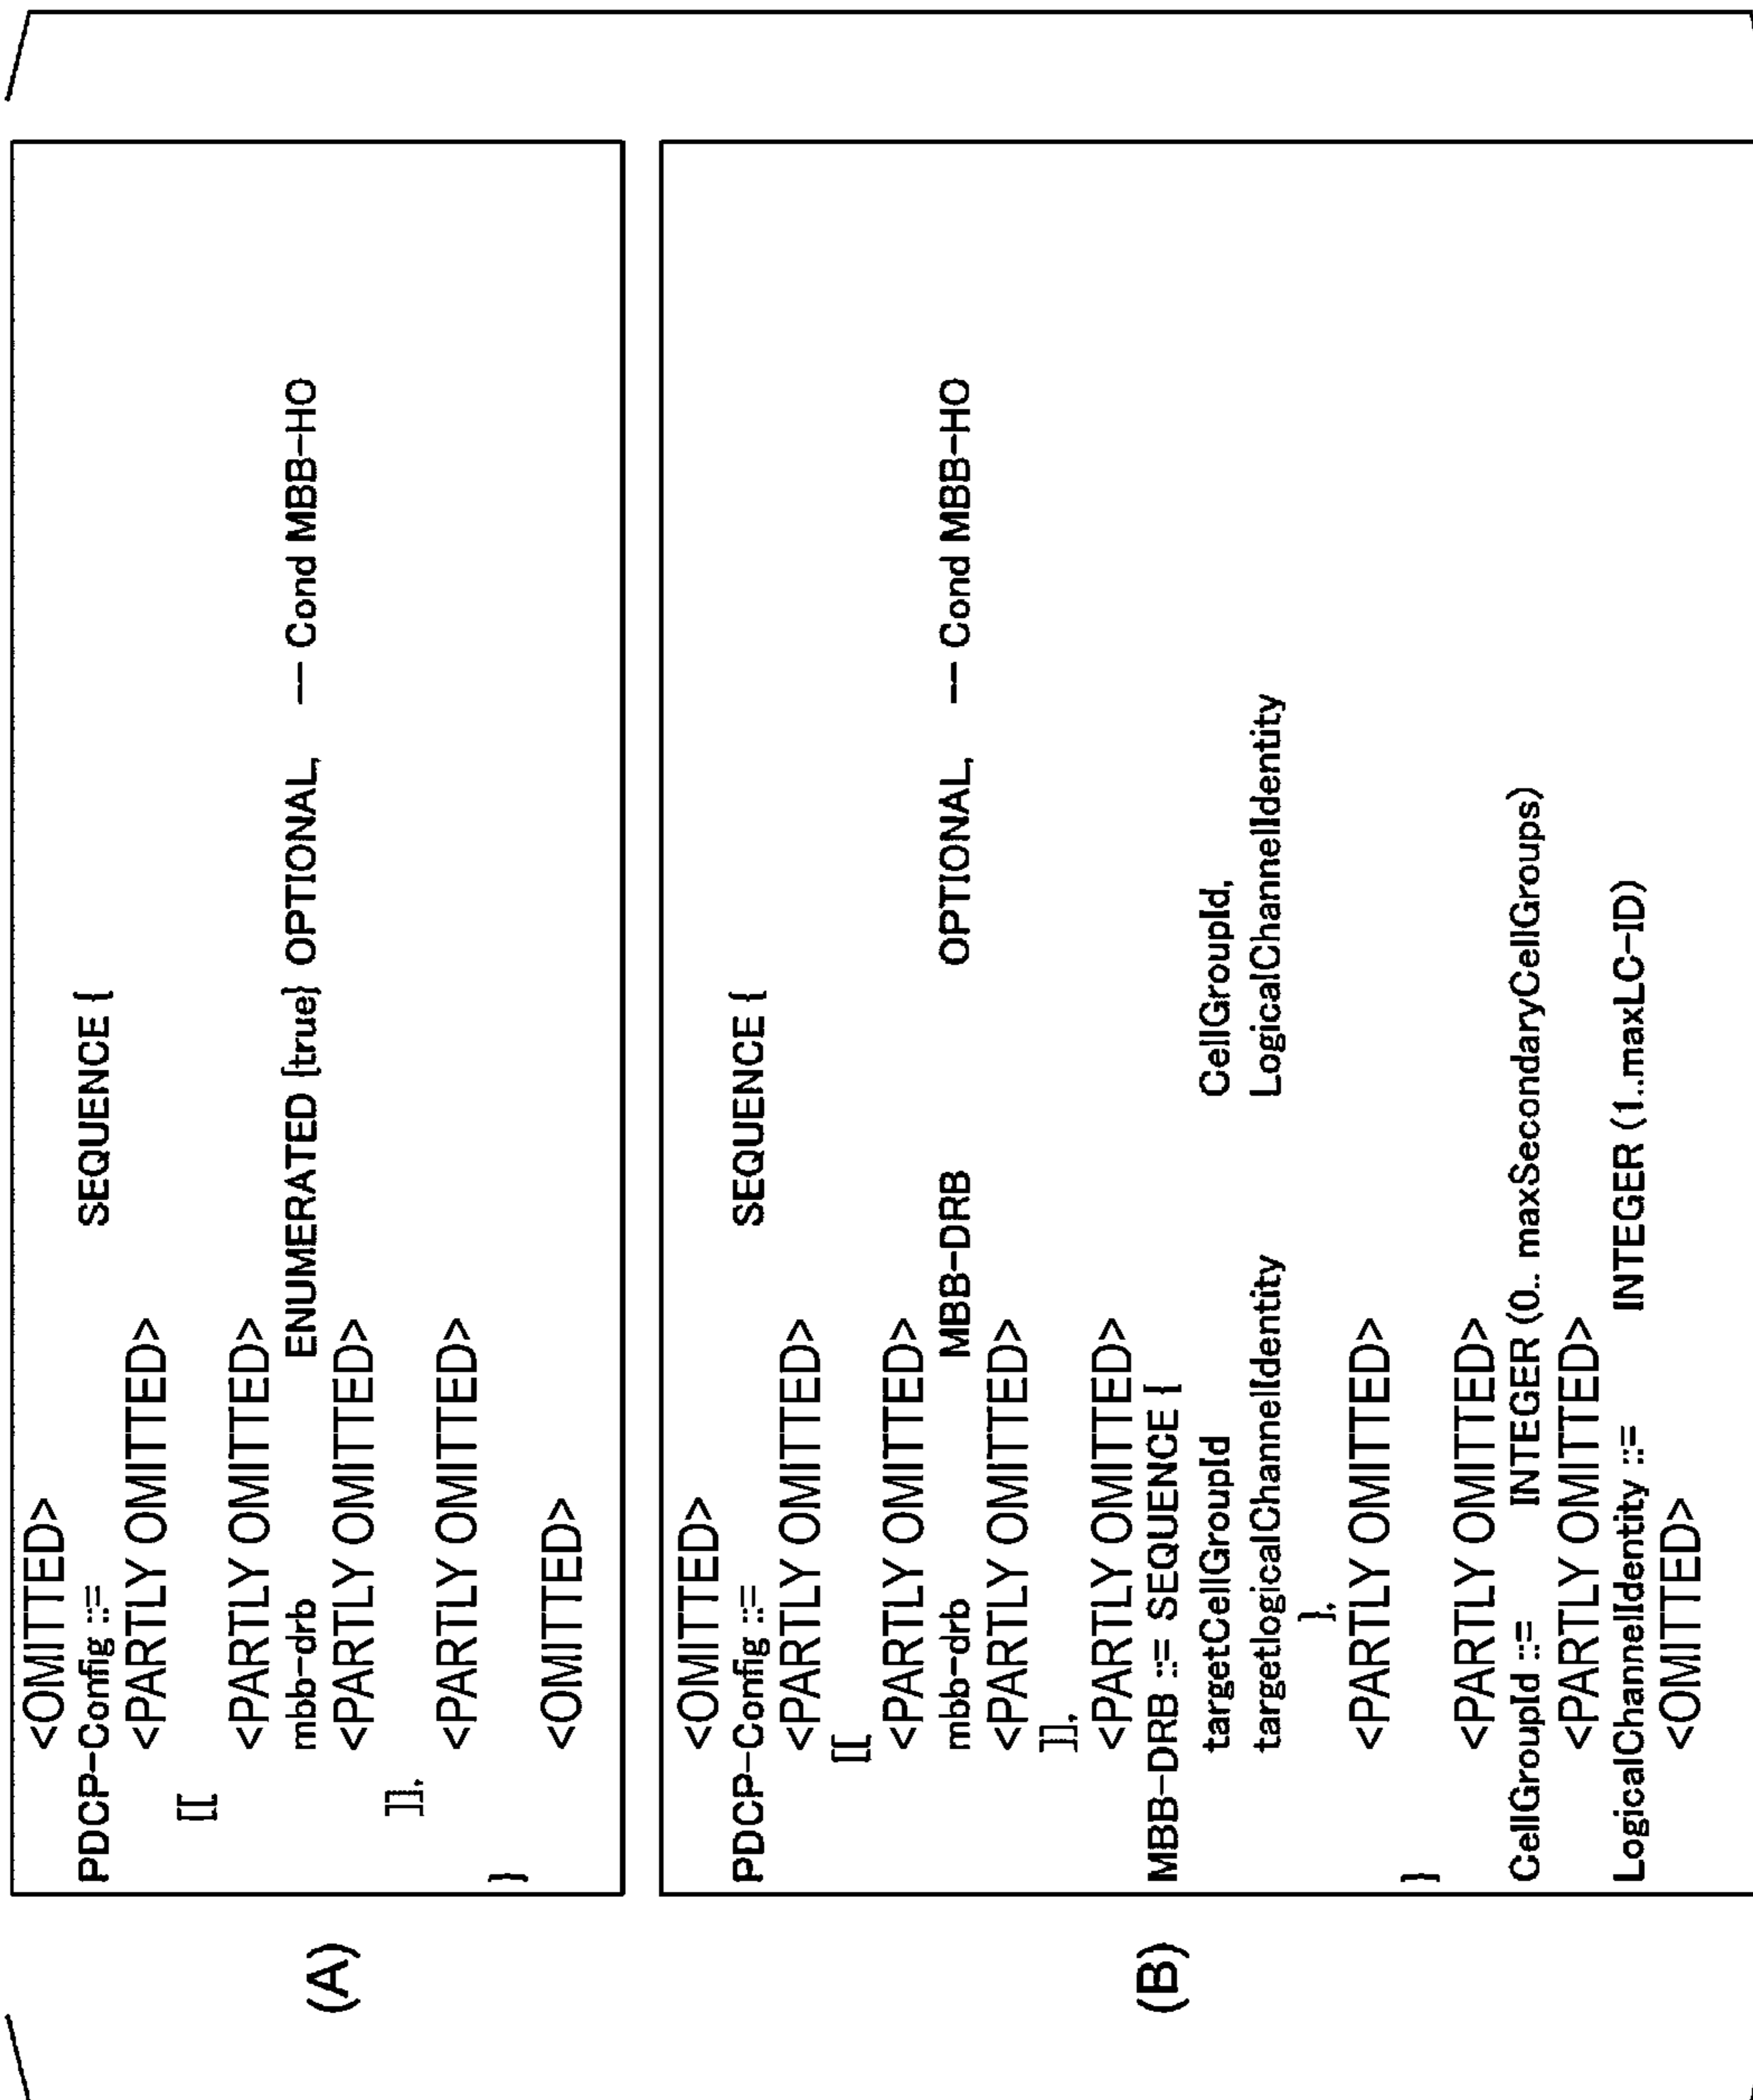 (A)
<OMITTED>
PDCP-Config ::= SEQUENCE {
<PARTLY OMITTED>
[[
<PARTLY OMITTED>
mbb-drb ENUMERATED {true} OPTIONAL, -- Cond MBB-HO
<PARTLY OMITTED>
]],
<PARTLY OMITTED>
}
<OMITTED>
(B)
<OMITTED>
PDCP-Config ::= SEQUENCE {
<PARTLY OMITTED>
[[
<PARTLY OMITTED>
mbb-drb MBB-DRB OPTIONAL, -- Cond MBB-HO
<PARTLY OMITTED>
]],
<PARTLY OMITTED>
MBB-DRB ::= SEQUENCE {
targetCellGroupId CellGroupId,
targetlogicalChannelIdentity LogicalChannelIdentity
},
<PARTLY OMITTED>
}
<PARTLY OMITTED>
CellGroupId ::= INTEGER (0.. maxSecondaryCellGroups)
<PARTLY OMITTED>
LogicalChannelIdentity ::= INTEGER (1..maxLC-ID)
<OMITTED>